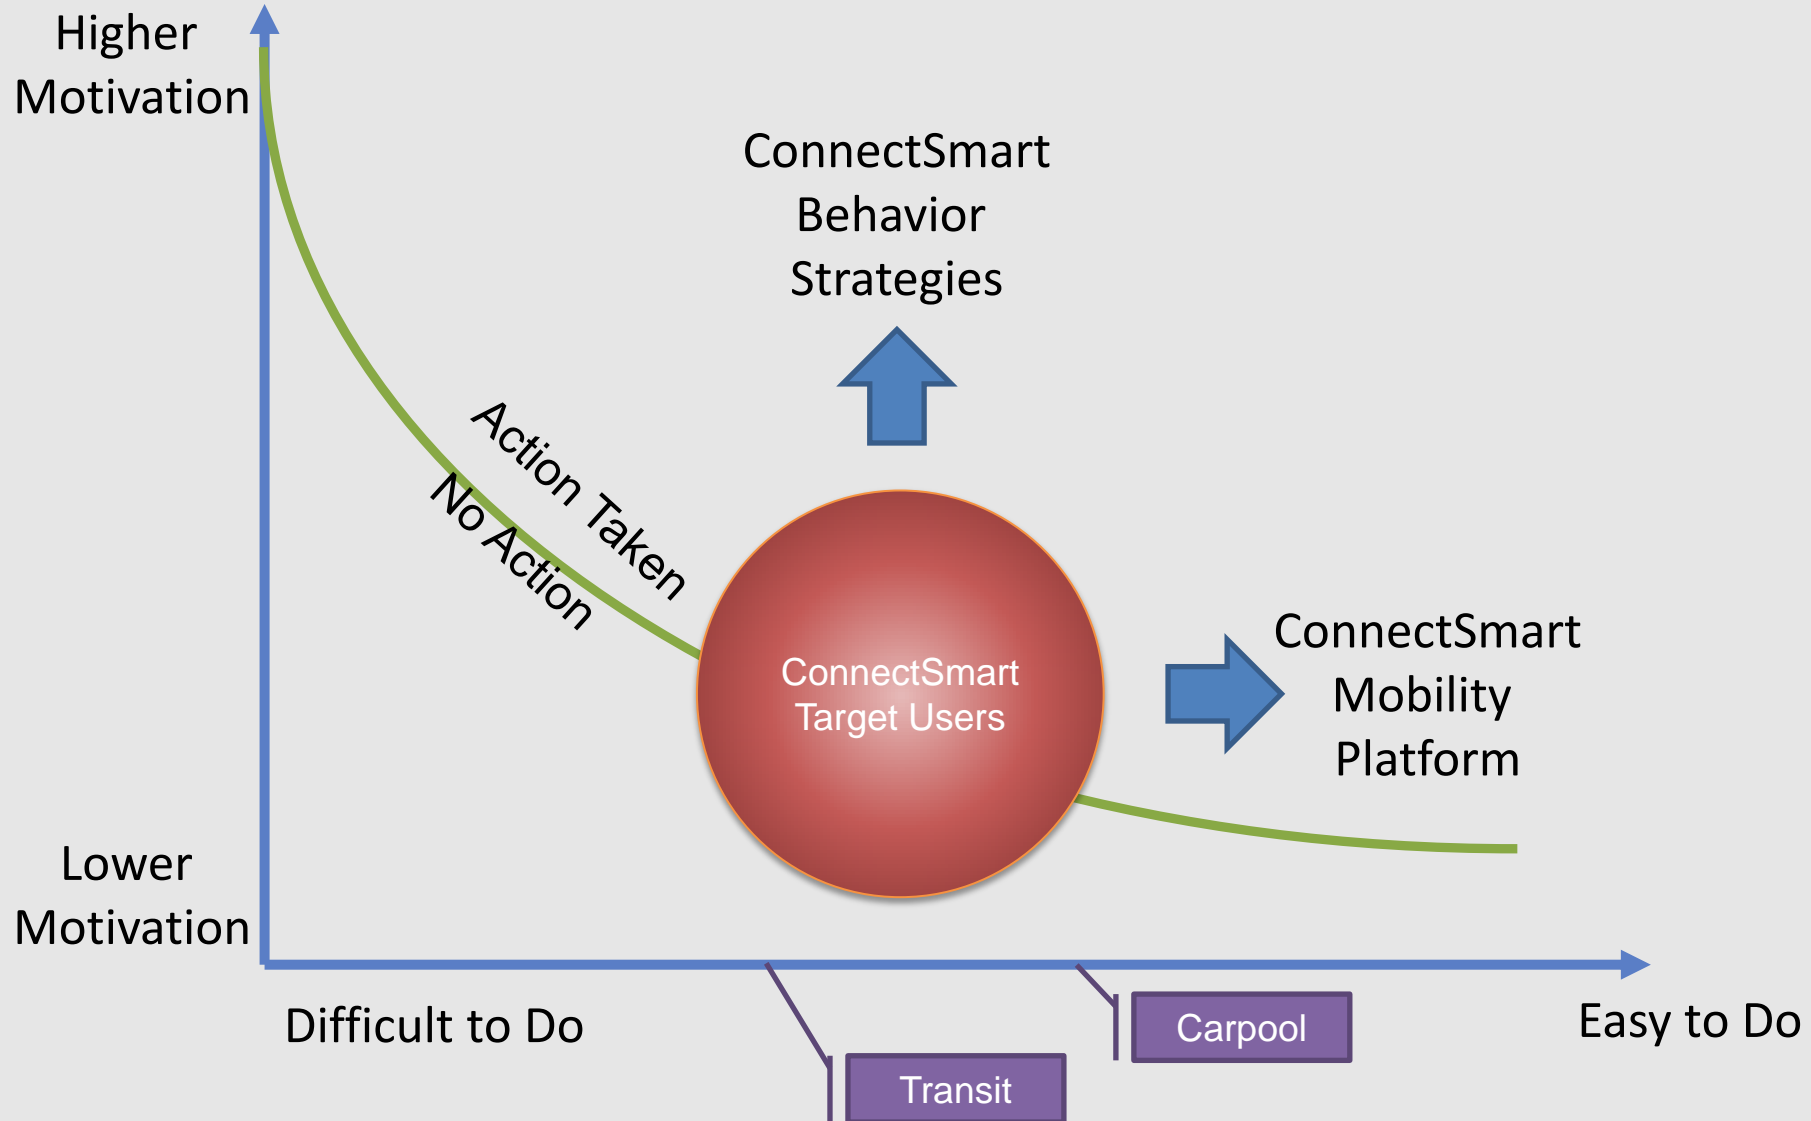 Higher
Motivation
ConnectSmart
Behavior
Strategies
Action Taken
No Action
ConnectSmart
Target Users
ConnectSmart
Mobility
Platform
Lower
Motivation
Difficult to Do
Easy to Do
Carpool
Transit